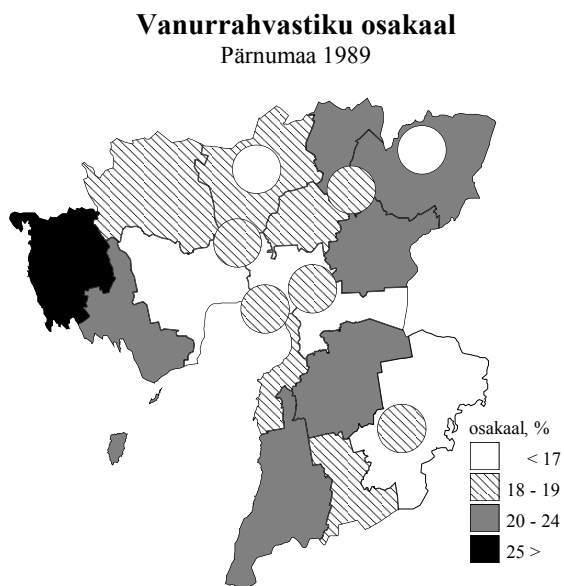 Vanurrahvastiku osakaal
Pärnumaa 1989
osakaal, %
< 17
18 - 19
20 - 24
25 >